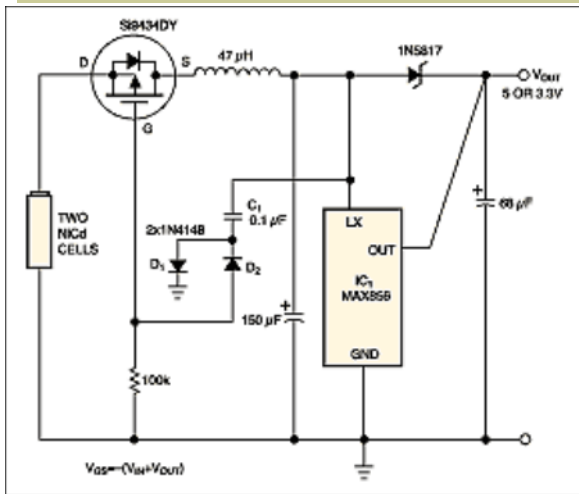 Si9434DY
D
S
G
47 µH
1N5817
VOUT
5 OR 3.3V
TWO
NiCd
CELLS
2x1N4148
C1
0.1 µF
D1
D2
LX
OUT
IC1
MAX856
GND
150 µF
68 µF
100k
VGS=–(VIN+VOUT)